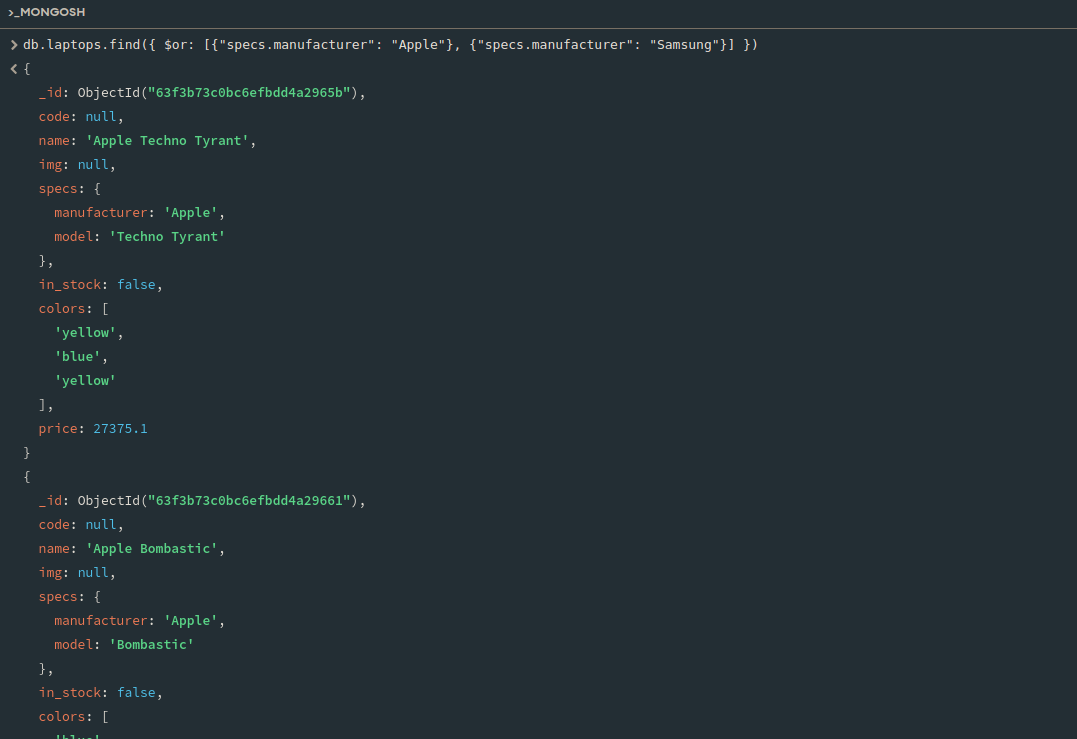 >_MONGOSH
> db.laptops.find({ $or: [{"specs.manufacturer": "Apple"}, {"specs.manufacturer": "Samsung"}] })
< {
_id: ObjectId("63f3b73c0bc6efbdd4a2965b"),
code: null,
name: 'Apple Techno Tyrant',
img: null,
specs: {
manufacturer: 'Apple',
model: 'Techno Tyrant'
},
in_stock: false,
colors: [
'yellow',
'blue',
'yellow'
],
price: 27375.1
}
{
_id: ObjectId("63f3b73c0bc6efbdd4a29661"),
code: null,
name: 'Apple Bombastic',
img: null,
specs: {
manufacturer: 'Apple',
model: 'Bombastic'
},
in_stock: false,
colors: [
'blue'